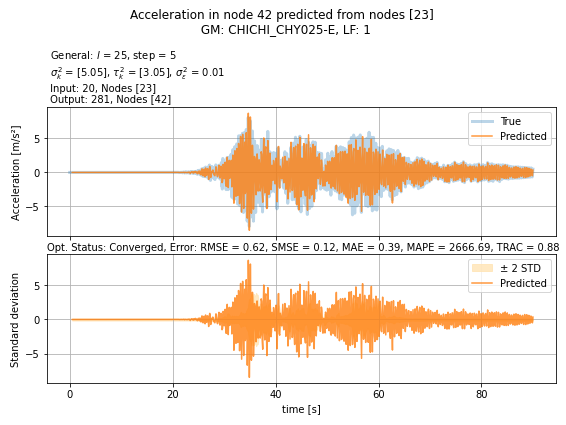 Acceleration in node 42 predicted from nodes [23]
GM: CHICHI_CHY025-E, LF: 1
General: l = 25, step = 5
σ²ₖ = [5.05], τ²ₖ = [3.05], σ²ε = 0.01
Input: 20, Nodes [23]
Output: 281, Nodes [42]
True
Predicted
Acceleration [m/s²]
5
0
−5
Opt. Status: Converged, Error: RMSE = 0.62, SMSE = 0.12, MAE = 0.39, MAPE = 2666.69, TRAC = 0.88
± 2 STD
Predicted
Standard deviation
5
0
−5
0 20 40 60 80
time [s]